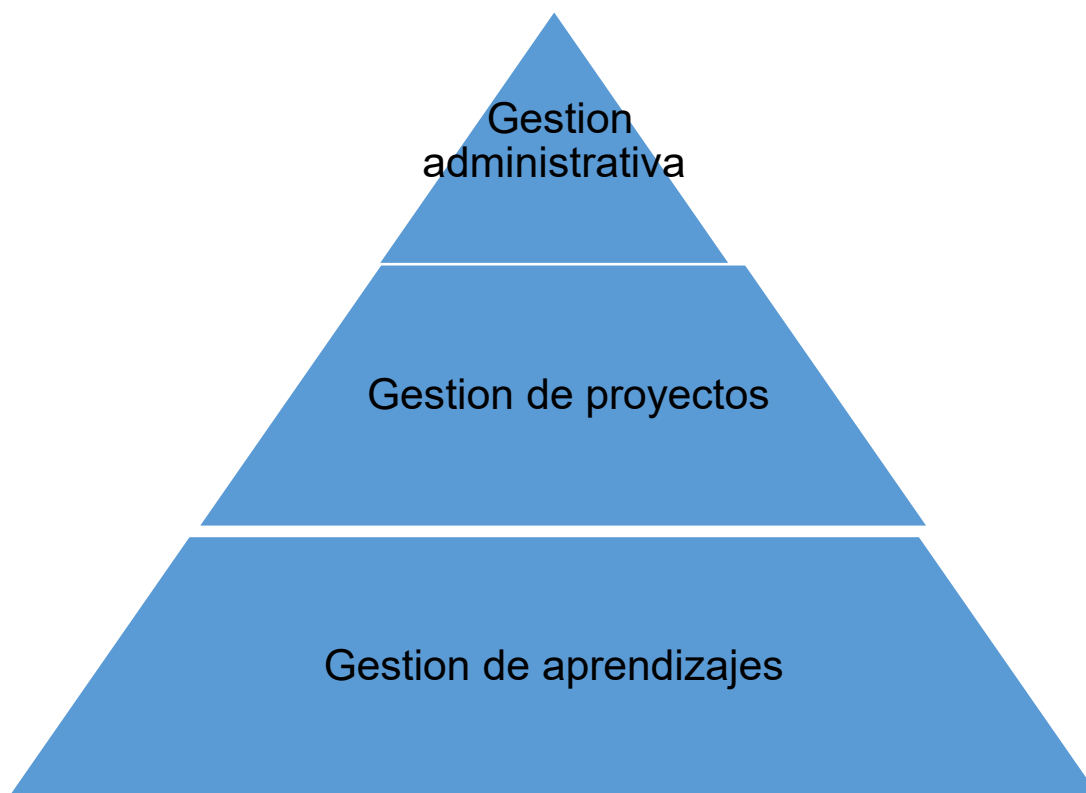 Gestion
administrativa
Gestion de proyectos
Gestion de aprendizajes